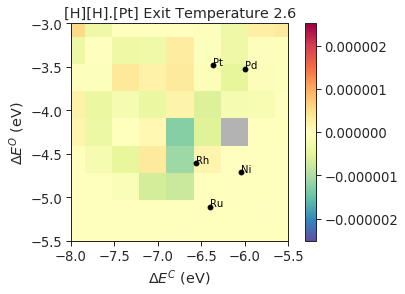 [H][H].[Pt] Exit Temperature 2.6
−3.0
−3.5
−4.0
−4.5
−5.0
−5.5
ΔE^O (eV)
Pt
Pd
Rh
Ni
Ru
−8.0 −7.5 −7.0 −6.5 −6.0 −5.5
ΔE^C (eV)
0.000002
0.000001
0.000000
−0.000001
−0.000002